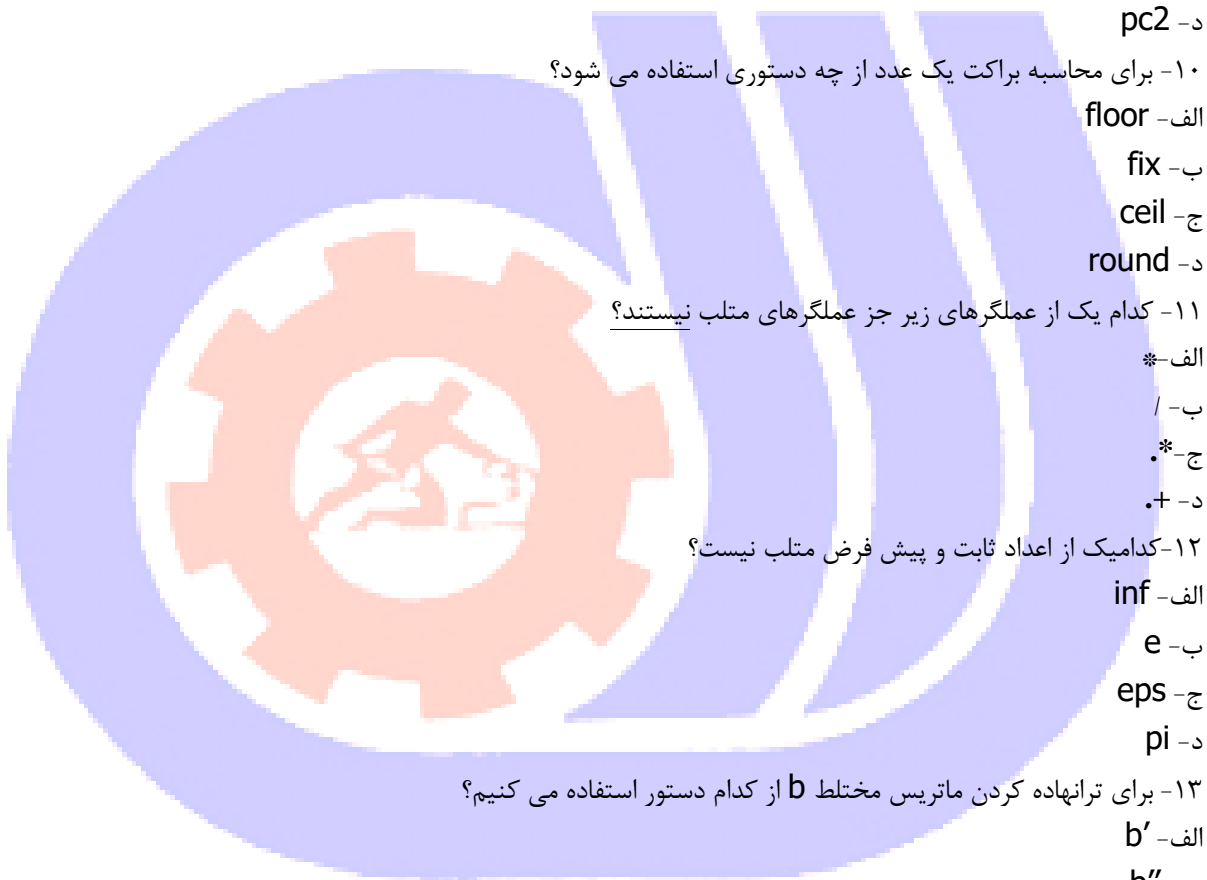 د- pc2
۱۰- برای محاسبه براکت یک عدد از چه دستوری استفاده می شود؟
الف- floor
ب- fix
ج- ceil
د- round
۱۱- کدام یک از عملگرهای زیر جز عملگرهای متلب نیستند؟
الف-*
ب- /
ج-*.
د- +.
۱۲-کدامیک از اعداد ثابت و پیش فرض متلب نیست؟
الف- inf
ب- e
ج- eps
د- pi
۱۳- برای ترانهاده کردن ماتریس مختلط b از کدام دستور استفاده می کنیم؟
الف- b′